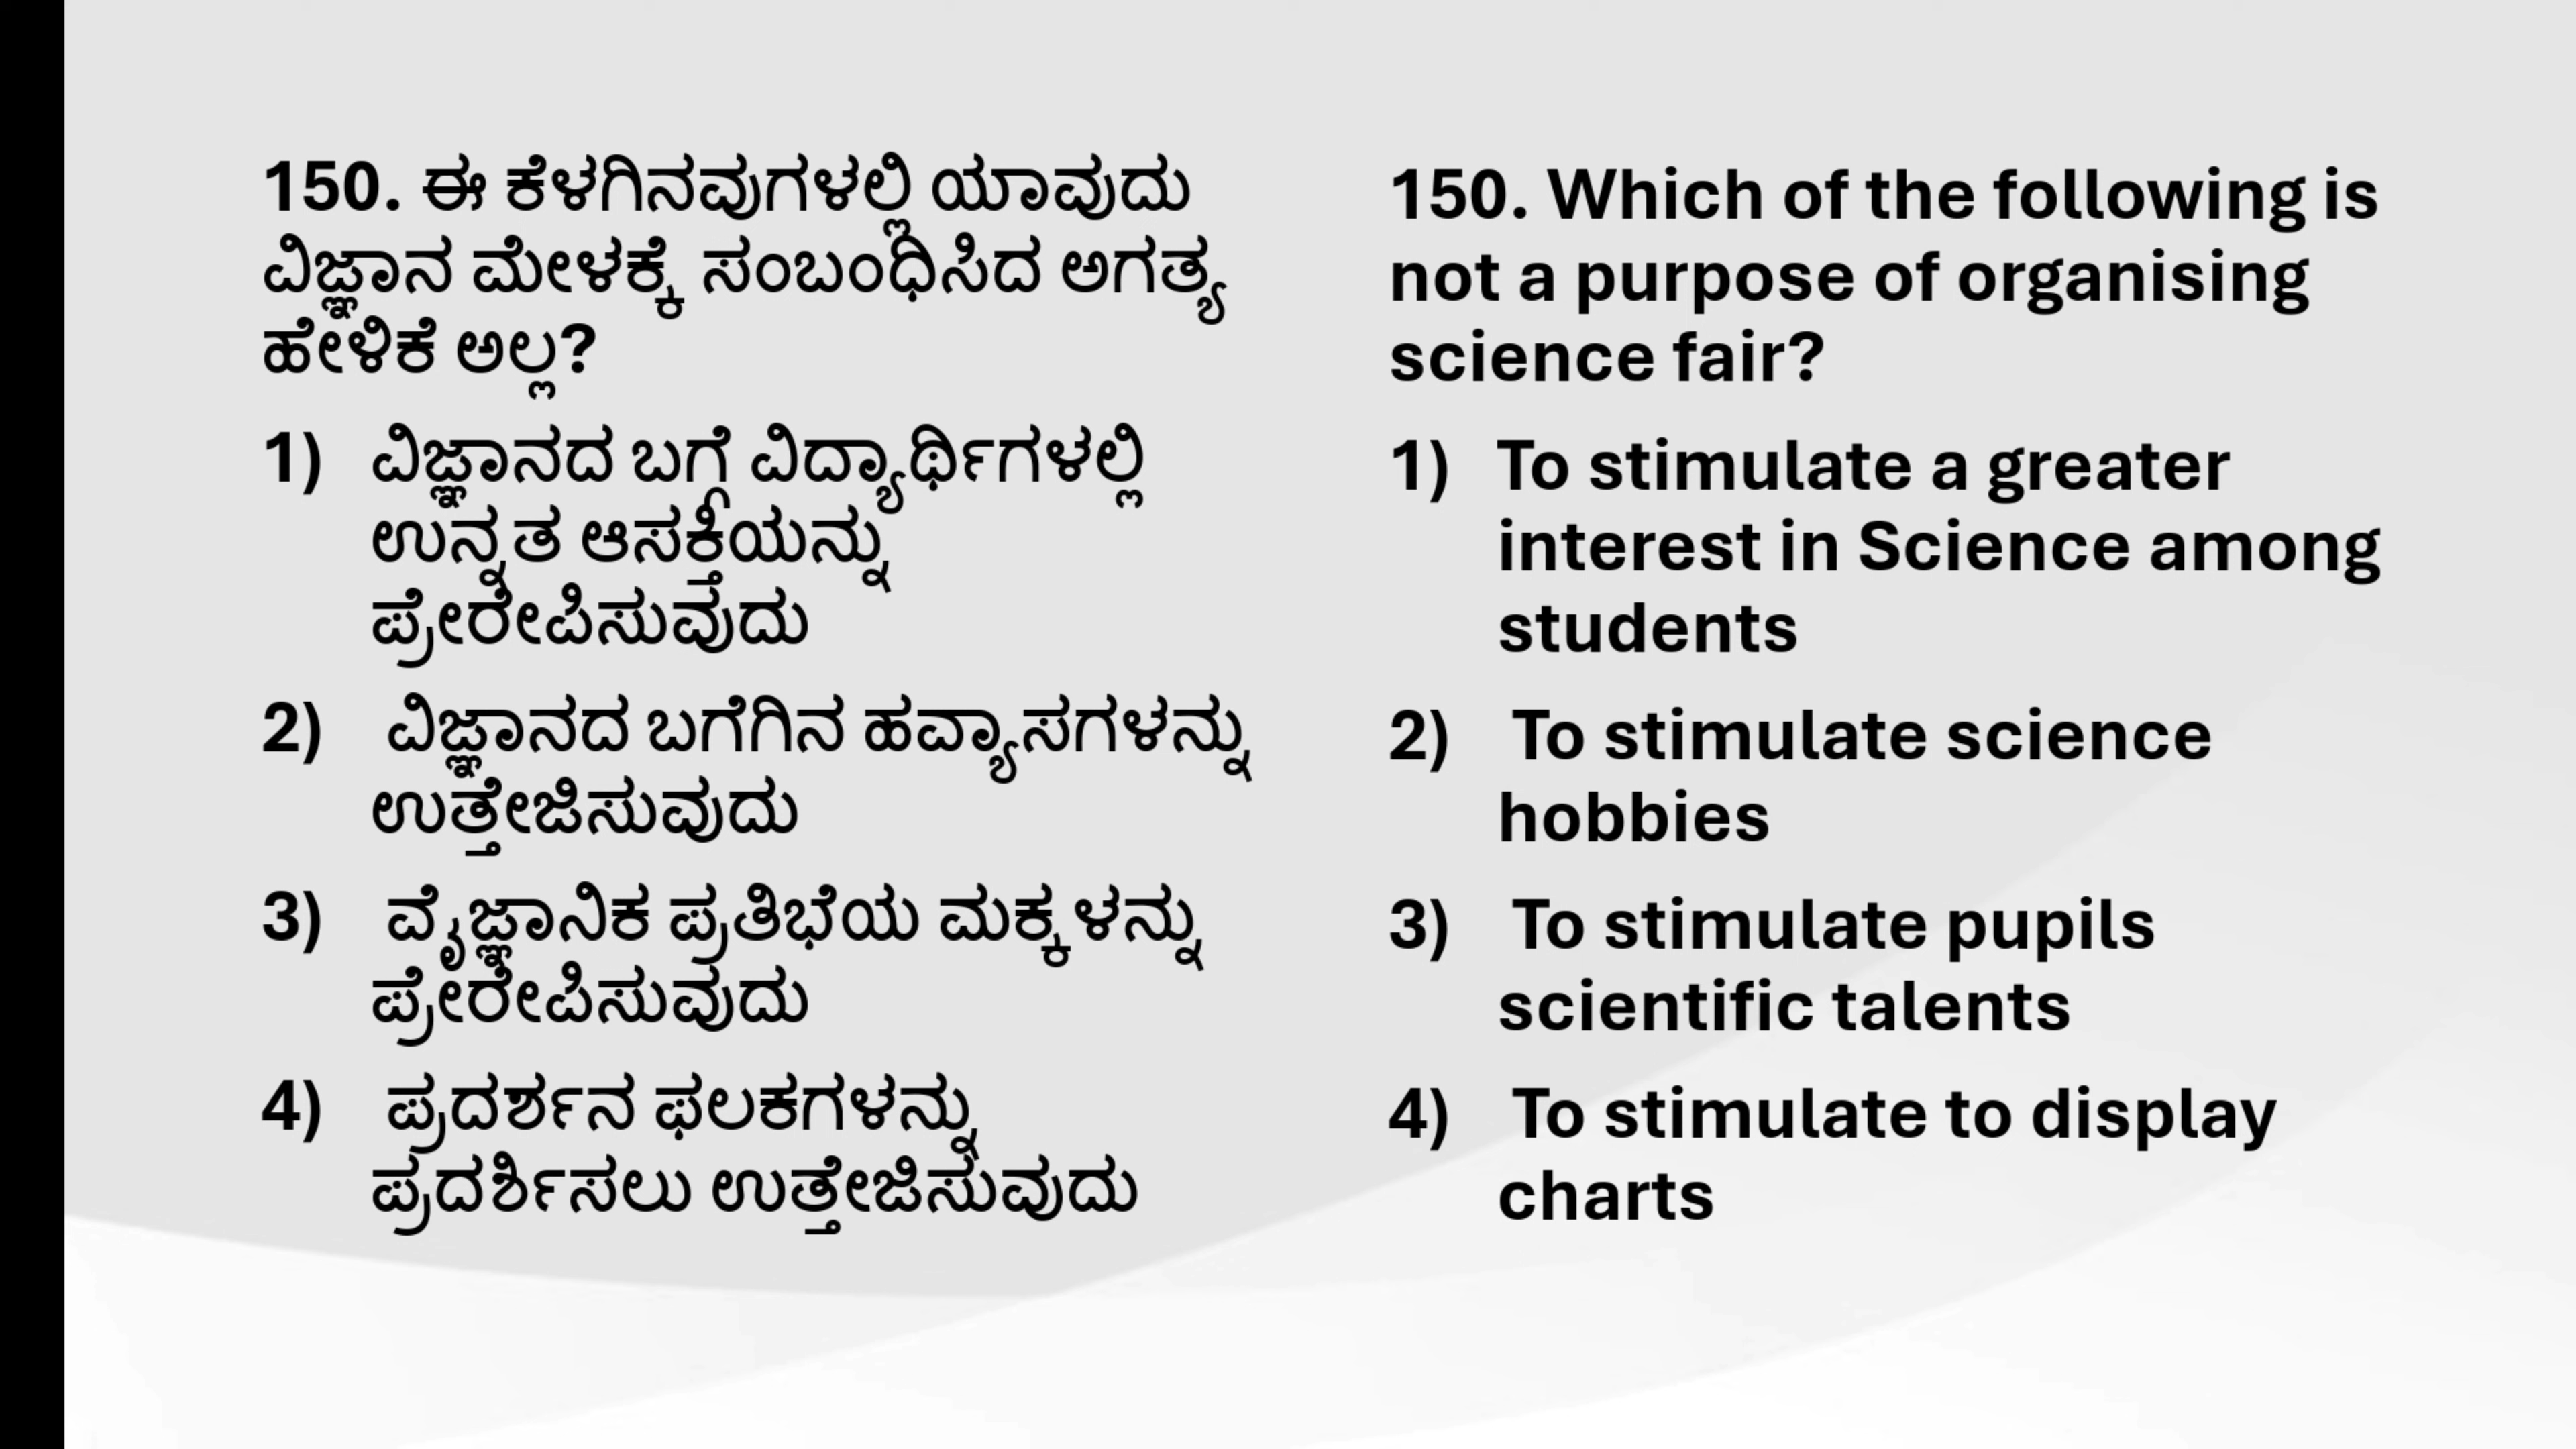 150. ಈ ಕೆಳಗಿನವುಗಳಲ್ಲಿ ಯಾವುದು
ವಿಜ್ಞಾನ ಮೇಳಕ್ಕೆ ಸಂಬಂಧಿಸಿದ ಅಗತ್ಯ
ಹೇಳಿಕೆ ಅಲ್ಲ?
1) ವಿಜ್ಞಾನದ ಬಗ್ಗೆ ವಿದ್ಯಾರ್ಥಿಗಳಲ್ಲಿ
ಉನ್ನತ ಆಸಕ್ತಿಯನ್ನು
ಪ್ರೇರೇಪಿಸುವುದು
2) ವಿಜ್ಞಾನದ ಬಗೆಗಿನ ಹವ್ಯಾಸಗಳನ್ನು
ಉತ್ತೇಜಿಸುವುದು
3) ವೈಜ್ಞಾನಿಕ ಪ್ರತಿಭೆಯ ಮಕ್ಕಳನ್ನು
ಪ್ರೇರೇಪಿಸುವುದು
4) ಪ್ರದರ್ಶನ ಫಲಕಗಳನ್ನು
ಪ್ರದರ್ಶಿಸಲು ಉತ್ತೇಜಿಸುವುದು
150. Which of the following is
not a purpose of organising
science fair?
1) To stimulate a greater
interest in Science among
students
2) To stimulate science
hobbies
3) To stimulate pupils
scientific talents
4) To stimulate to display
charts